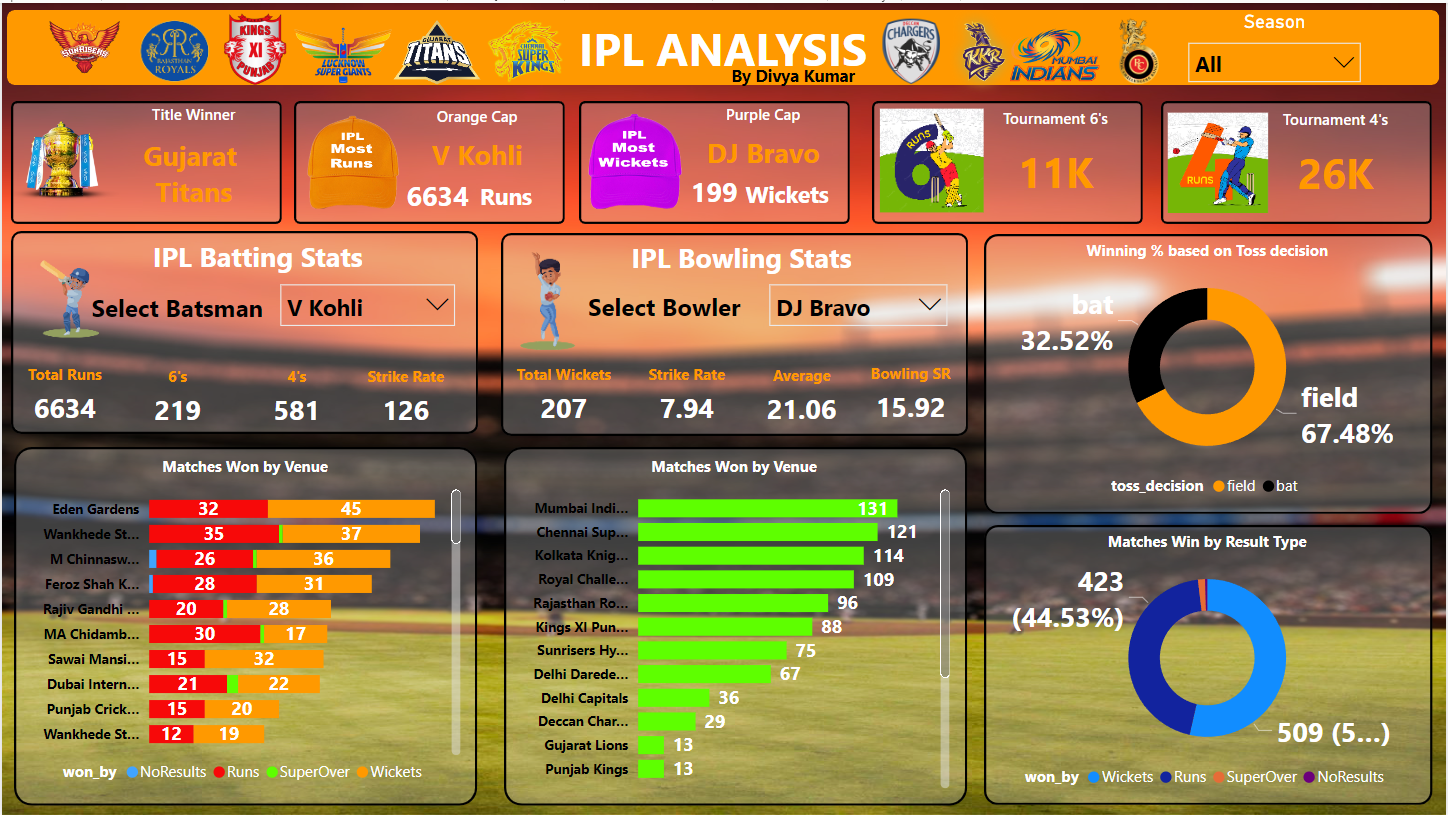 SUNRISERS
RAJASTHAN
ROYALS
KINGS
XI
PUNJAB
LUCKNOW
SUPER GIANTS
GUJARAT
TITANS
CHENNAI
SUPER
KINGS
IPL ANALYSIS
By Divya Kumar
DECCAN
CHARGERS
KKR
MUMBAI
INDIANS
Season
All
Title Winner
Gujarat
Titans
IPL
Most
Runs
Orange Cap
V Kohli
6634 Runs
IPL
Most
Wickets
Purple Cap
DJ Bravo
199 Wickets
RUNS
6
Tournament 6's
11K
4
RUNS
Tournament 4's
26K
IPL Batting Stats
Select Batsman V Kohli
Total Runs 6's 4's Strike Rate
6634 219 581 126
IPL Bowling Stats
Select Bowler DJ Bravo
Total Wickets Strike Rate Average Bowling SR
207 7.94 21.06 15.92
Winning % based on Toss decision
bat
32.52%
field
67.48%
toss_decision field bat
Matches Won by Venue
Eden Gardens 32 45
Wankhede St... 35 37
M Chinnasw... 26 36
Feroz Shah K... 28 31
Rajiv Gandhi ... 20 28
MA Chidamb... 30 17
Sawai Mansi... 15 32
Dubai Intern... 21 22
Punjab Crick... 15 20
Wankhede St... 12 19
won_by NoResults Runs SuperOver Wickets
Matches Won by Venue
Mumbai Indi... 131
Chennai Sup... 121
Kolkata Knig... 114
Royal Challe... 109
Rajasthan Ro... 96
Kings XI Pun... 88
Sunrisers Hy... 75
Delhi Darede... 67
Delhi Capitals 36
Deccan Char... 29
Gujarat Lions 13
Punjab Kings 13
Matches Win by Result Type
423
(44.53%)
509 (5...)
won_by Wickets Runs SuperOver NoResults